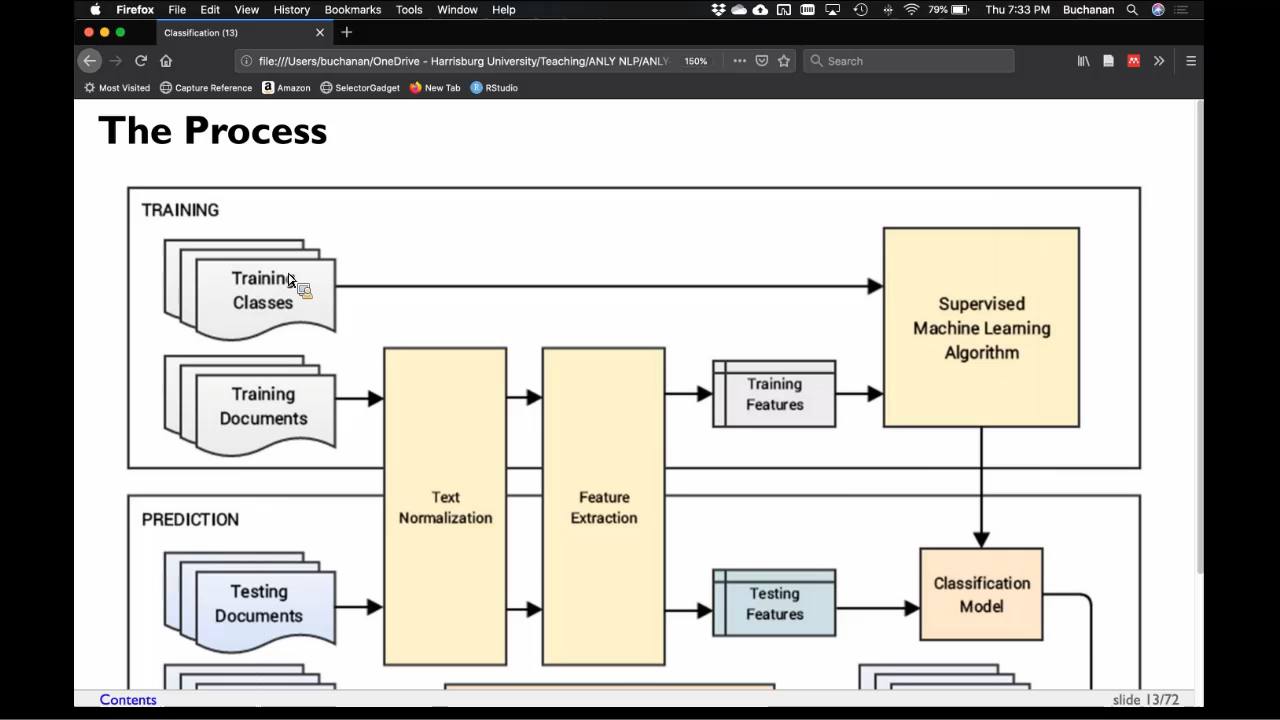 Firefox File Edit View History Bookmarks Tools Window Help 79% Thu 7:33 PM Buchanan
Classification (13)
file:///Users/buchanan/OneDrive - Harrisburg University/Teaching/ANLY NLP/ANLY 150% Search
Most Visited Capture Reference Amazon SelectorGadget New Tab RStudio
The Process
TRAINING
Training
Classes
Supervised
Machine Learning
Algorithm
Training
Documents
Training
Features
Text
Normalization
Feature
Extraction
PREDICTION
Testing
Documents
Testing
Features
Classification
Model
Contents slide 13/72